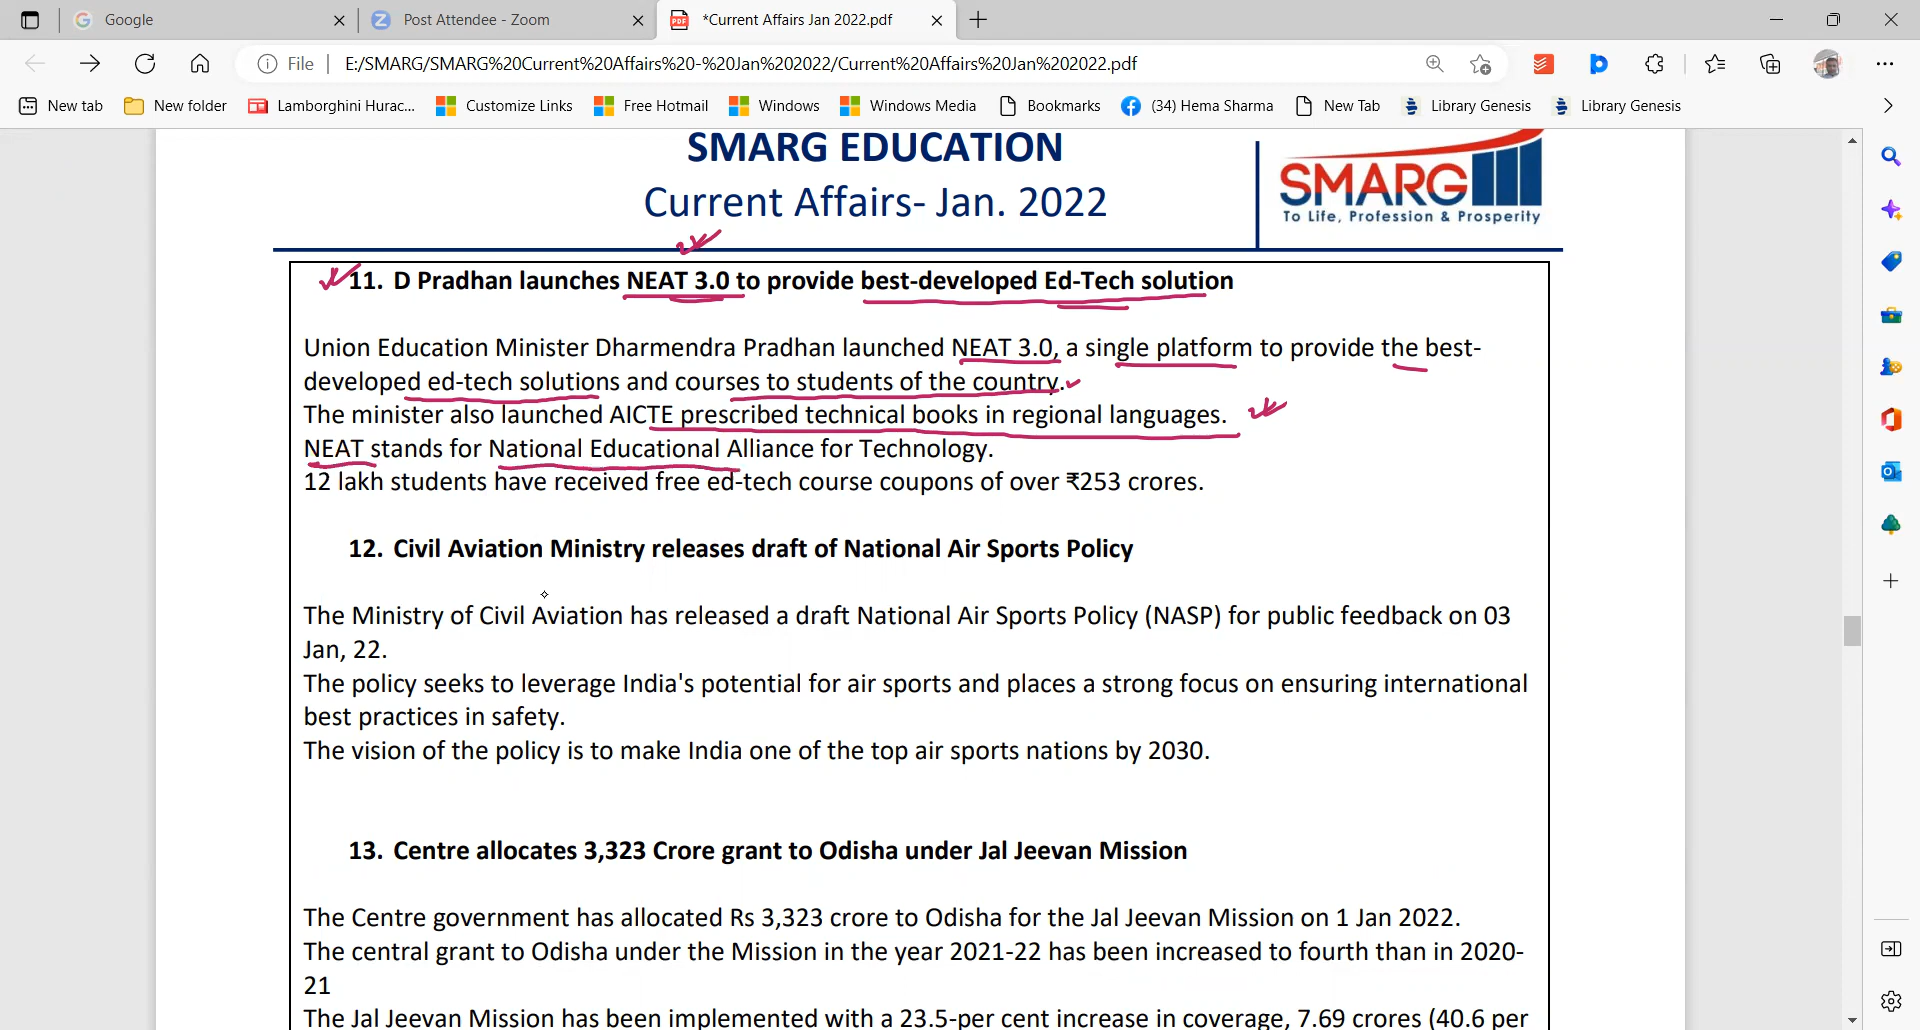 Google
Post Attendee - Zoom
*Current Affairs Jan 2022.pdf
File
E:/SMARG/SMARG%20Current%20Affairs%20-%20Jan%202022/Current%20Affairs%20Jan%202022.pdf
New tab
New folder
Lamborghini Hurac...
Customize Links
Free Hotmail
Windows
Windows Media
Bookmarks
(34) Hema Sharma
New Tab
Library Genesis
Library Genesis
SMARG EDUCATION
Current Affairs- Jan. 2022
SMARG
To Life, Profession & Prosperity
11. D Pradhan launches NEAT 3.0 to provide best-developed Ed-Tech solution
Union Education Minister Dharmendra Pradhan launched NEAT 3.0, a single platform to provide the best-
developed ed-tech solutions and courses to students of the country.
The minister also launched AICTE prescribed technical books in regional languages.
NEAT stands for National Educational Alliance for Technology.
12 lakh students have received free ed-tech course coupons of over ₹253 crores.
12. Civil Aviation Ministry releases draft of National Air Sports Policy
The Ministry of Civil Aviation has released a draft National Air Sports Policy (NASP) for public feedback on 03
Jan, 22.
The policy seeks to leverage India's potential for air sports and places a strong focus on ensuring international
best practices in safety.
The vision of the policy is to make India one of the top air sports nations by 2030.
13. Centre allocates 3,323 Crore grant to Odisha under Jal Jeevan Mission
The Centre government has allocated Rs 3,323 crore to Odisha for the Jal Jeevan Mission on 1 Jan 2022.
The central grant to Odisha under the Mission in the year 2021-22 has been increased to fourth than in 2020-
21
The Jal Jeevan Mission has been implemented with a 23.5-per cent increase in coverage, 7.69 crores (40.6 per